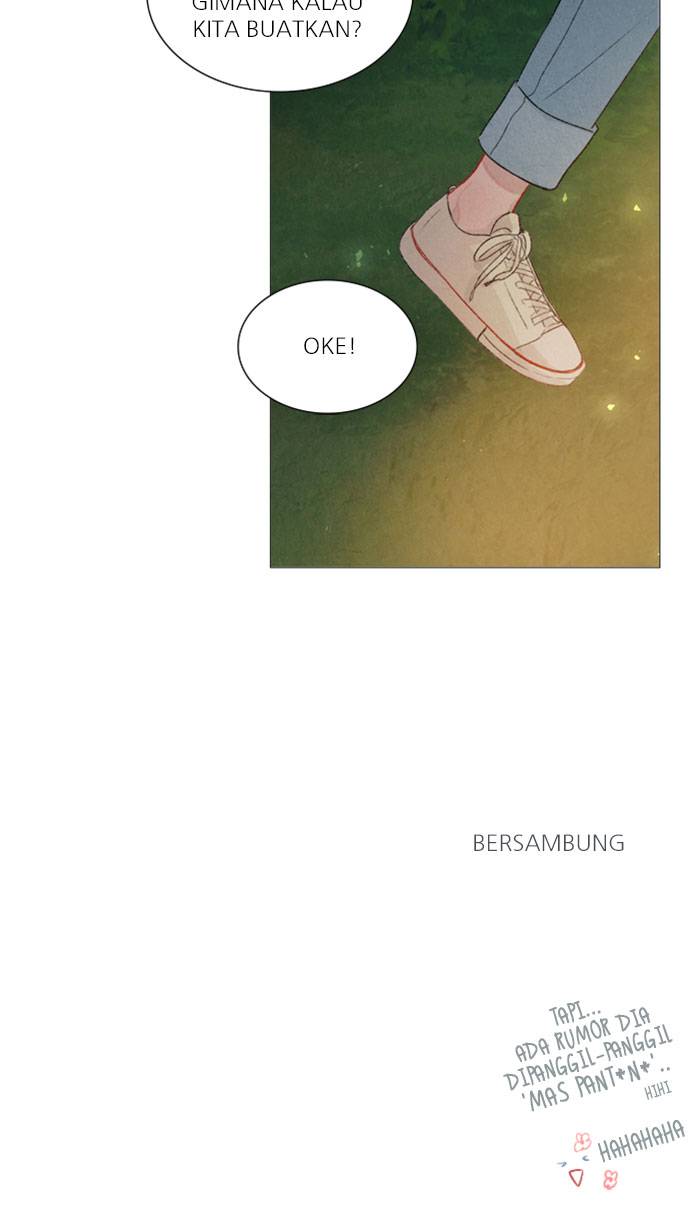 GIMANA KALAU
KITA BUATKAN?
OKE!
BERSAMBUNG
TAPI...
ADA RUMOR DIA
DIPANGGIL-PANGGIL
'MAS PANT*N*'..
HIHI
HAHAHAHA